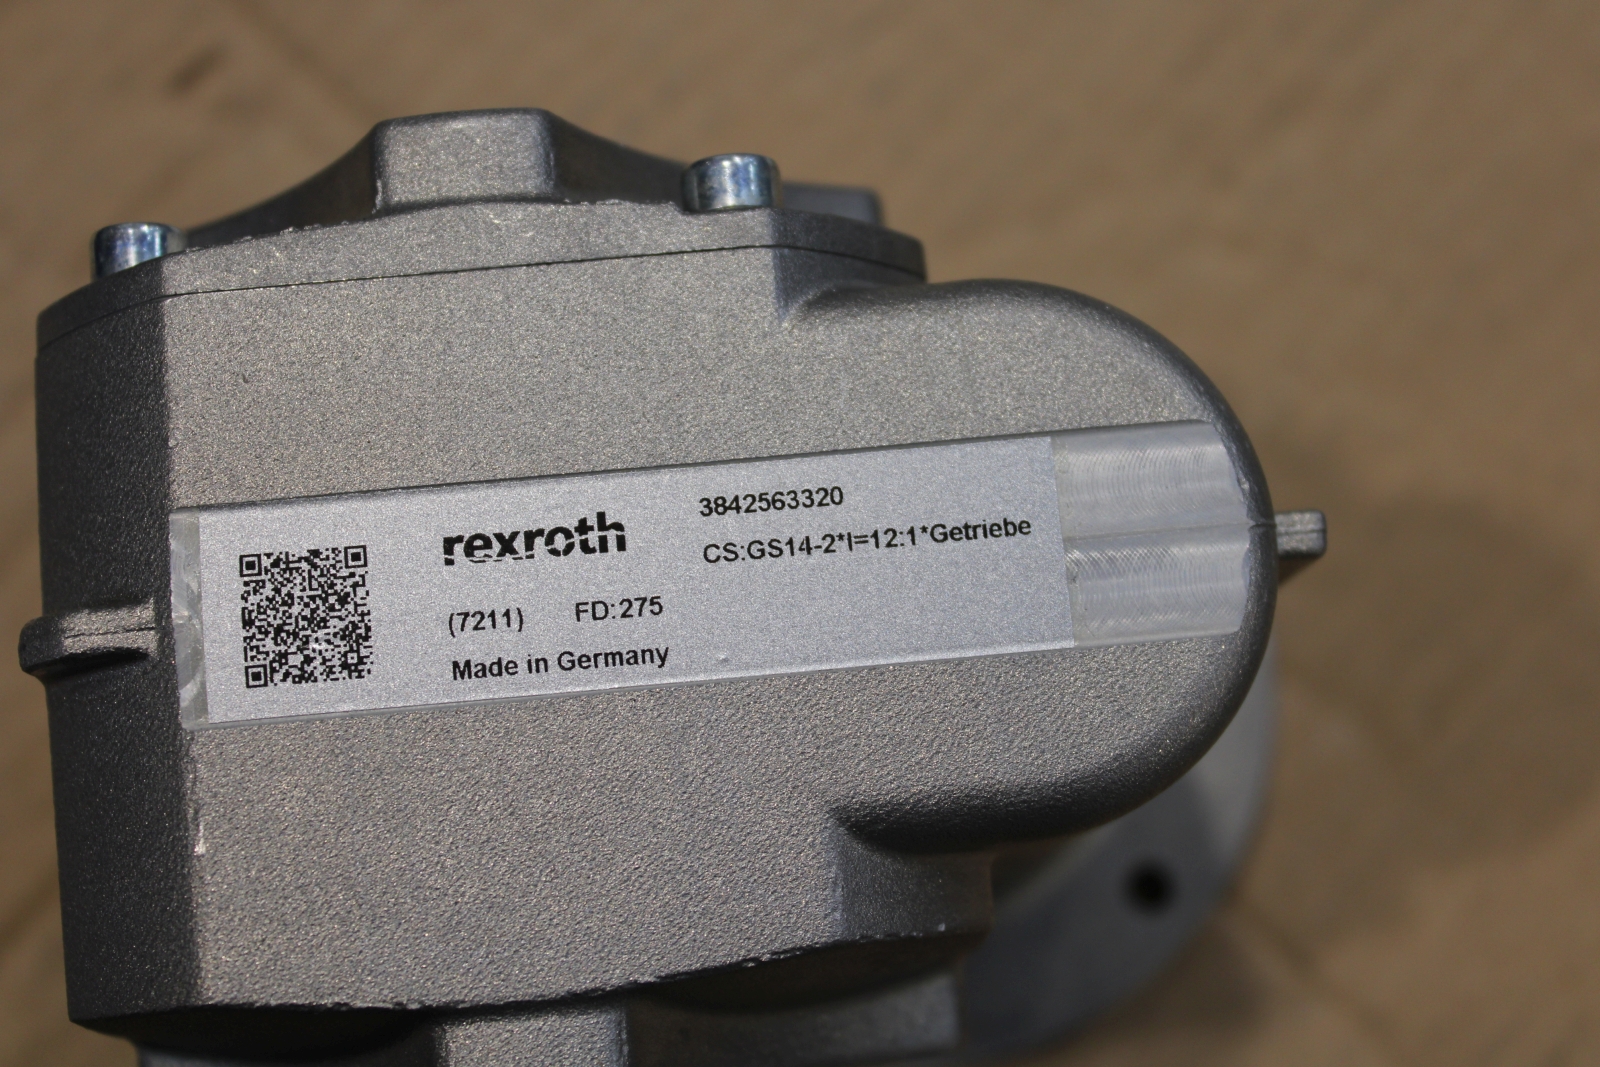 rexroth
3842563320
CS:GS14-2*I=12:1*Getriebe
(7211) FD:275
Made in Germany